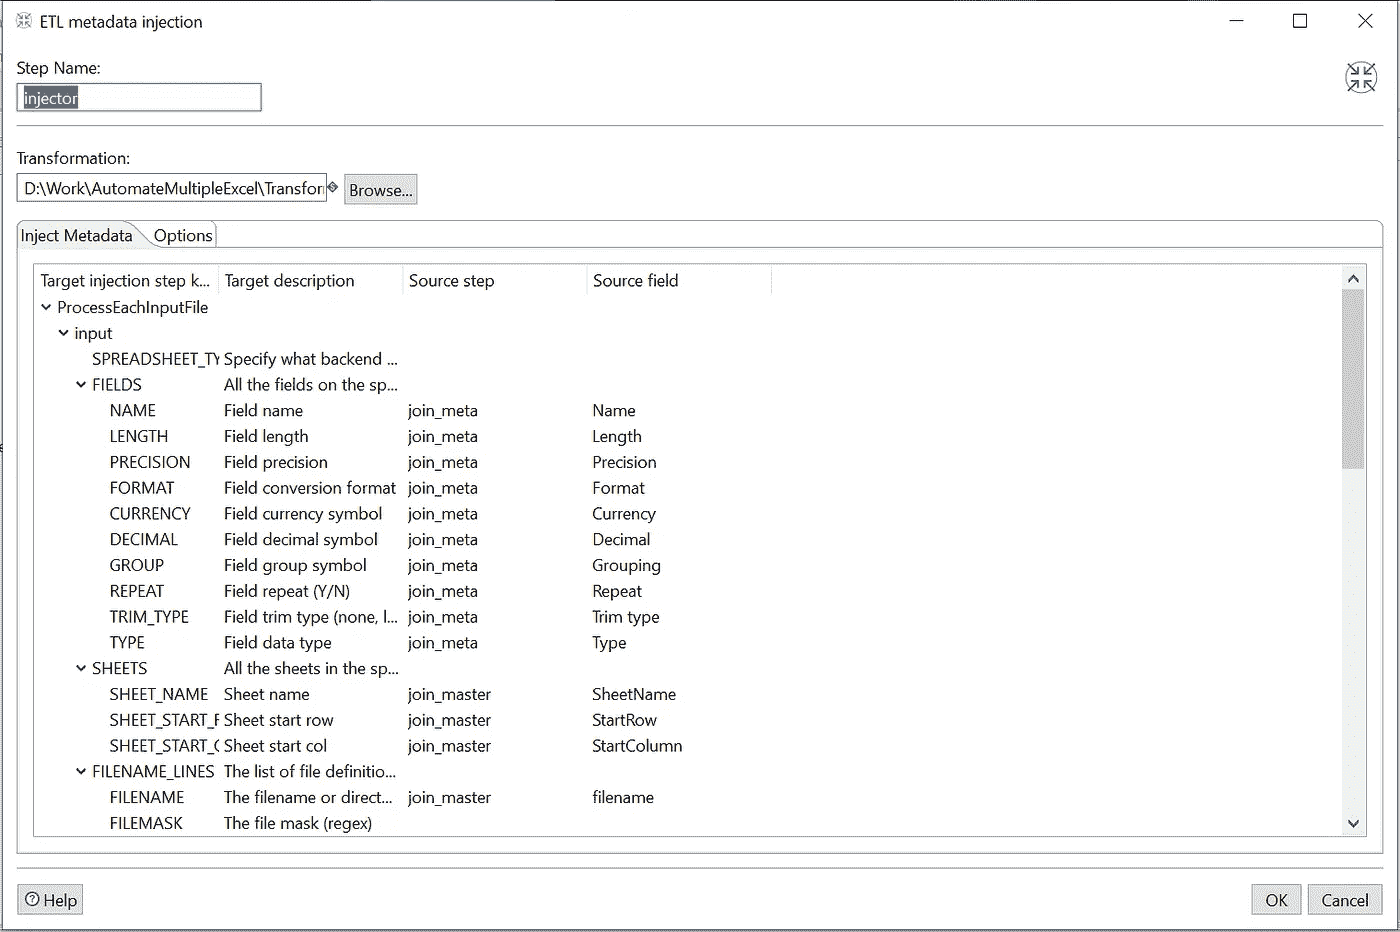 ETL metadata injection
Step Name:
injector
Transformation:
D:\Work\AutomateMultipleExcel\Transfor
Browse...
Inject Metadata Options
Target injection step k... Target description Source step Source field
ProcessEachInputFile
input
SPREADSHEET_TY Specify what backend ...
FIELDS All the fields on the sp...
NAME Field name join_meta Name
LENGTH Field length join_meta Length
PRECISION Field precision join_meta Precision
FORMAT Field conversion format join_meta Format
CURRENCY Field currency symbol join_meta Currency
DECIMAL Field decimal symbol join_meta Decimal
GROUP Field group symbol join_meta Grouping
REPEAT Field repeat (Y/N) join_meta Repeat
TRIM_TYPE Field trim type (none, l... join_meta Trim type
TYPE Field data type join_meta Type
SHEETS All the sheets in the sp...
SHEET_NAME Sheet name join_master SheetName
SHEET_START_R Sheet start row join_master StartRow
SHEET_START_C Sheet start col join_master StartColumn
FILENAME_LINES The list of file definitio...
FILENAME The filename or direct... join_master filename
FILEMASK The file mask (regex)
Help OK Cancel